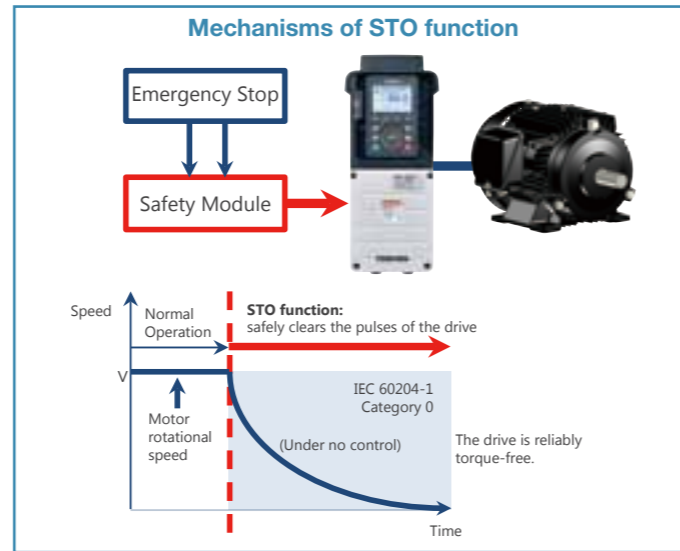 Mechanisms of STO function
Emergency Stop
Safety Module
TOSHIBA
Speed
Normal
Operation
STO function:
safely clears the pulses of the drive
V
IEC 60204-1
Category 0
Motor
rotational
speed
(Under no control)
The drive is reliably
torque-free.
Time